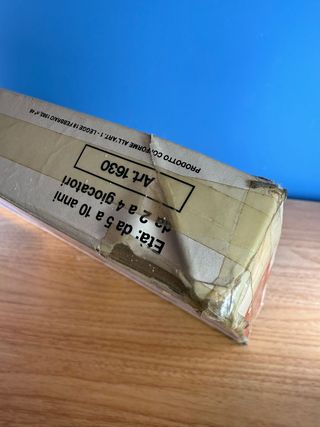 Età: da 5 a 10 anni
da 2 a 4 giocatori
Art. 1630
PRODOTTO CONFORME ALL'ART. 1 - LEGGE 18 FEBBRAIO 1983, n° 46